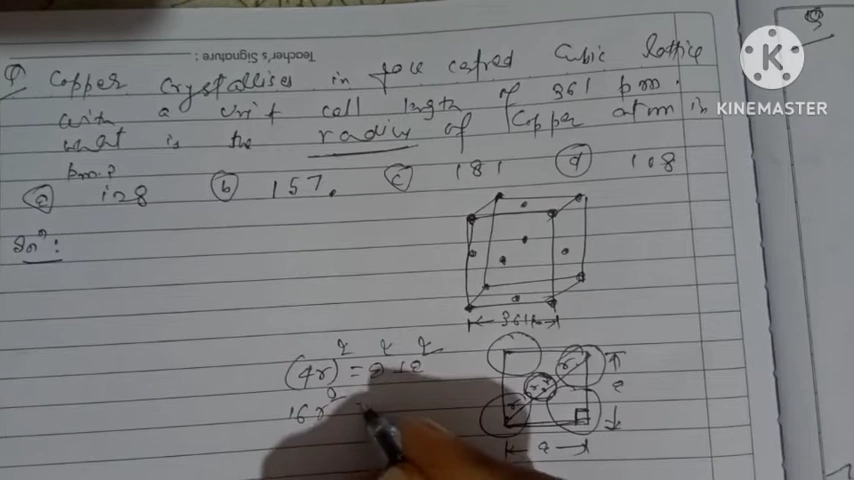 Teacher's Signature :
Q Copper crystallises in face centred cubic lattice
with a unit cell length of 361 pm.
what is the radius of Copper atom in
pm?
(a) 128 (b) 157. (c) 181 (d) 108
Solⁿ:
361
(4r)² = a² + a²
16r²
r
r
a
a
K
KINEMASTER